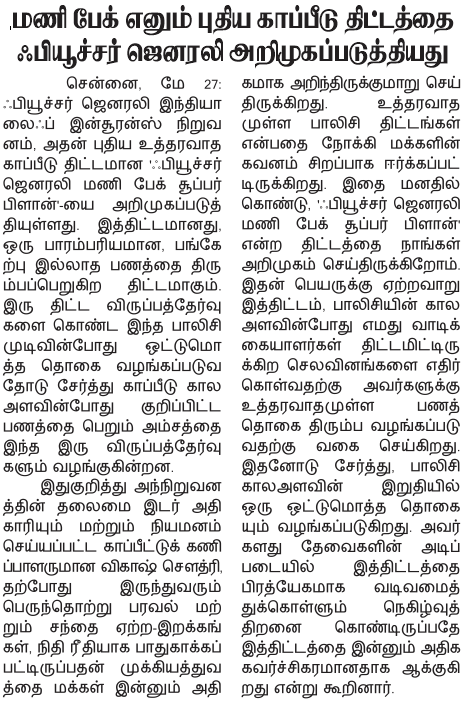 மணி பேக் எனும் புதிய காப்பீடு திட்டத்தை
ஃபியூச்சர் ஜெனரலி அறிமுகப்படுத்தியது
சென்னை, மே 27:
ஃபியூச்சர் ஜெனரலி இந்தியா
லைஃப் இன்சூரன்ஸ் நிறுவ
னம், அதன் புதிய உத்தரவாத
காப்பீடு திட்டமான 'ஃபியூச்சர்
ஜெனரலி மணி பேக் சூப்பர்
பிளான்'-யை அறிமுகப்படுத்
தியுள்ளது. இத்திட்டமானது,
ஒரு பாரம்பரியமான, பங்கே
ற்பு இல்லாத பணத்தை திரு
ம்பப்பெறுகிற திட்டமாகும்.
இரு திட்ட விருப்பத்தேர்வு
களை கொண்ட இந்த பாலிசி
முடிவின்போது ஒட்டுமொ
த்த தொகை வழங்கப்படுவ
தோடு சேர்த்து காப்பீடு கால
அளவின்போது குறிப்பிட்ட
பணத்தை பெறும் அம்சத்தை
இந்த இரு விருப்பத்தேர்வு
களும் வழங்குகின்றன.
இதுகுறித்து அந்நிறுவன
த்தின் தலைமை இடர் அதி
காரியும் மற்றும் நியமனம்
செய்யப்பட்ட காப்பீட்டுக் கணி
ப்பாளருமான விகாஷ் சௌத்ரி,
தற்போது இருந்துவரும்
பெருந்தொற்று பரவல் மற்
றும் சந்தை ஏற்ற-இறக்கங்
கள், நிதி ரீதியாக பாதுகாக்கப்
பட்டிருப்பதன் முக்கியத்துவ
த்தை மக்கள் இன்னும் அதி
கமாக அறிந்திருக்குமாறு செய்
திருக்கிறது. உத்தரவாத
முள்ள பாலிசி திட்டங்கள்
என்பதை நோக்கி மக்களின்
கவனம் சிறப்பாக ஈர்க்கப்பட்
டிருக்கிறது. இதை மனதில்
கொண்டு, 'ஃபியூச்சர் ஜெனரலி
மணி பேக் சூப்பர் பிளான்'
என்ற திட்டத்தை நாங்கள்
அறிமுகம் செய்திருக்கிறோம்.
இதன் பெயருக்கு ஏற்றவாறு
இத்திட்டம், பாலிசியின் கால
அளவின்போது எமது வாடிக்
கையாளர்கள் திட்டமிட்டிரு
க்கிற செலவினங்களை எதிர்
கொள்வதற்கு அவர்களுக்கு
உத்தரவாதமுள்ள பணத்
தொகை திரும்ப வழங்கப்படு
வதற்கு வகை செய்கிறது.
இதனோடு சேர்த்து, பாலிசி
காலஅளவின் இறுதியில்
ஒரு ஒட்டுமொத்த தொகை
யும் வழங்கப்படுகிறது. அவர்
களது தேவைகளின் அடிப்
படையில் இத்திட்டத்தை
பிரத்யேகமாக வடிவமைத்
துக்கொள்ளும் நெகிழ்வுத்
திறனை கொண்டிருப்பதே
இத்திட்டத்தை இன்னும் அதிக
கவர்ச்சிகரமானதாக ஆக்குகி
றது என்று கூறினார்.